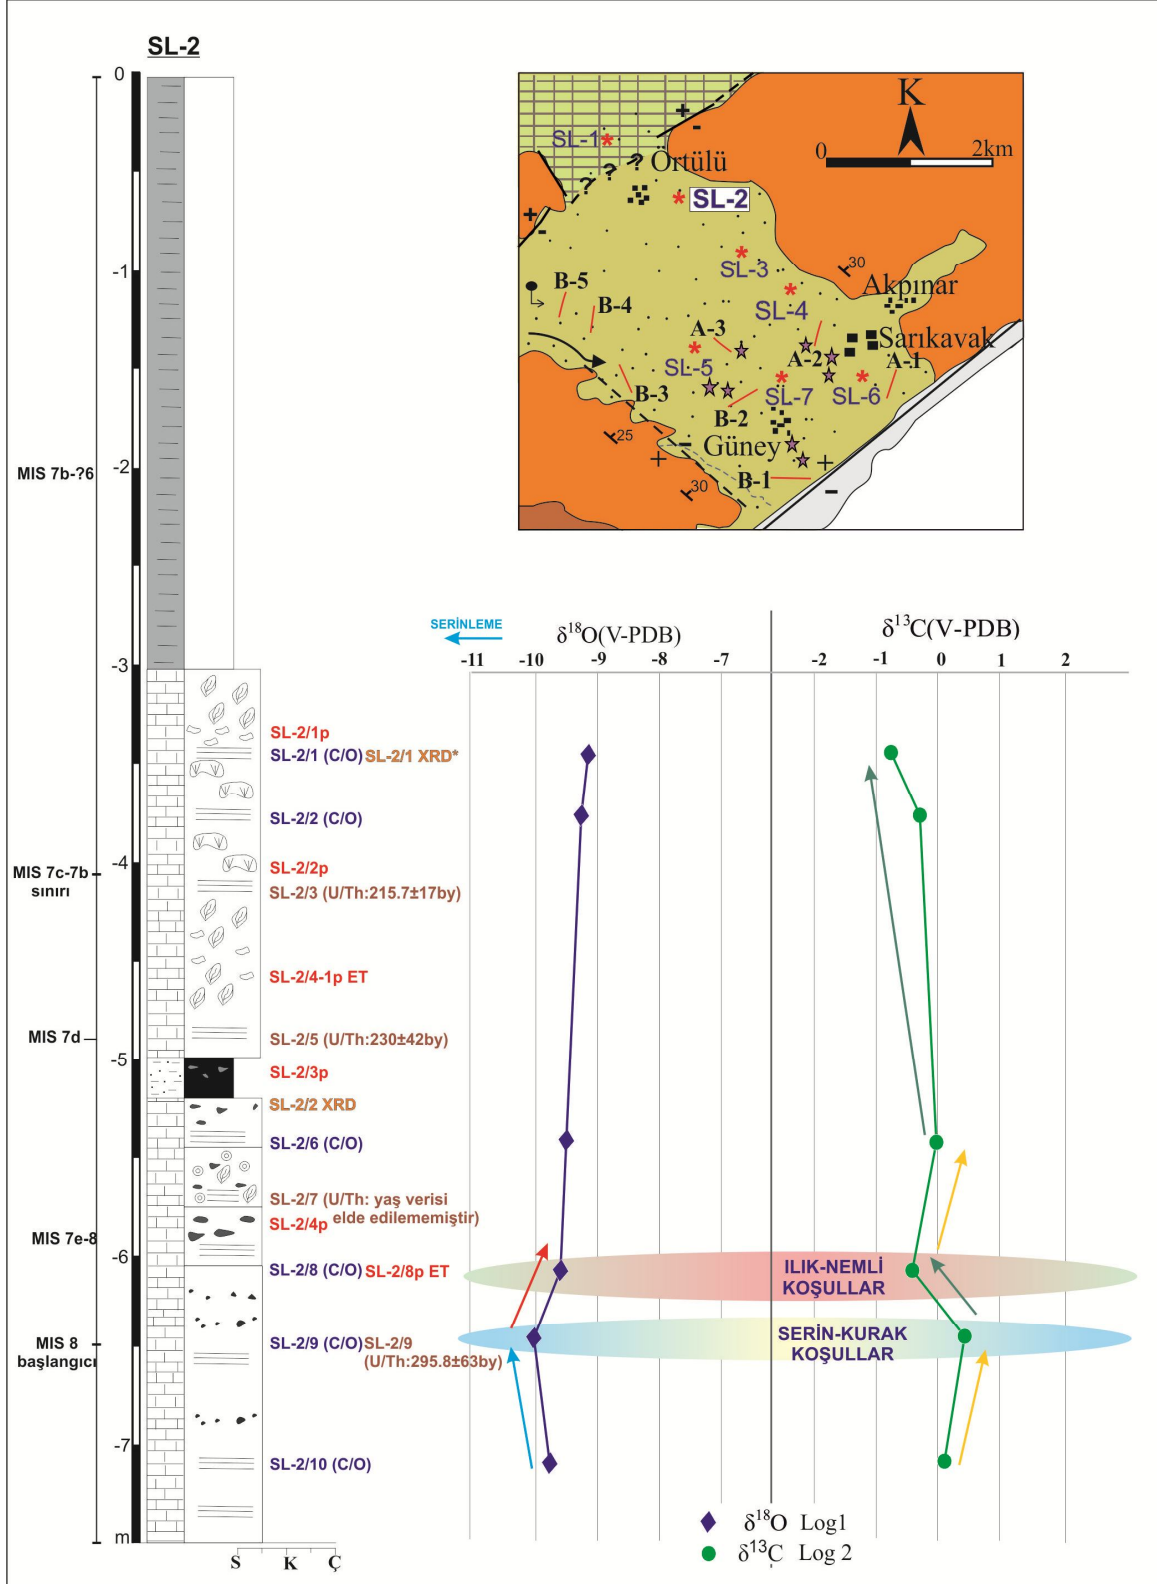 SL-2
0
-1
-2
-3
-4
-5
-6
-7
m
MIS 7b-?6
MIS 7c-7b
sınırı
MIS 7d
MIS 7e-8
MIS 8
başlangıcı
K
0
2km
SL-1
? ? ?
Örtülü
SL-2
SL-3
SL-4
30
Akpınar
Sarıkavak
B-5
B-4
A-3
A-2
A-1
SL-5
SL-7
SL-6
B-3
B-2
25
Güney
30
B-1
+
-
+
-
+
-
+
-
SERİNLEME
δ18O(V-PDB)
δ13C(V-PDB)
-11 -10 -9 -8 -7 -2 -1 0 1 2
SL-2/1p
SL-2/1 (C/O) SL-2/1 XRD*
SL-2/2 (C/O)
SL-2/2p
SL-2/3 (U/Th:215.7±17by)
SL-2/4-1p ET
SL-2/5 (U/Th:230±42by)
SL-2/3p
SL-2/2 XRD
SL-2/6 (C/O)
SL-2/7 (U/Th: yaş verisi
elde edilememiştir)
SL-2/4p
SL-2/8 (C/O) SL-2/8p ET
ILIK-NEMLİ
KOŞULLAR
SL-2/9 (C/O) SL-2/9
(U/Th:295.8±63by)
SERİN-KURAK
KOŞULLAR
SL-2/10 (C/O)
S K Ç
δ18O Log1
δ13C Log 2